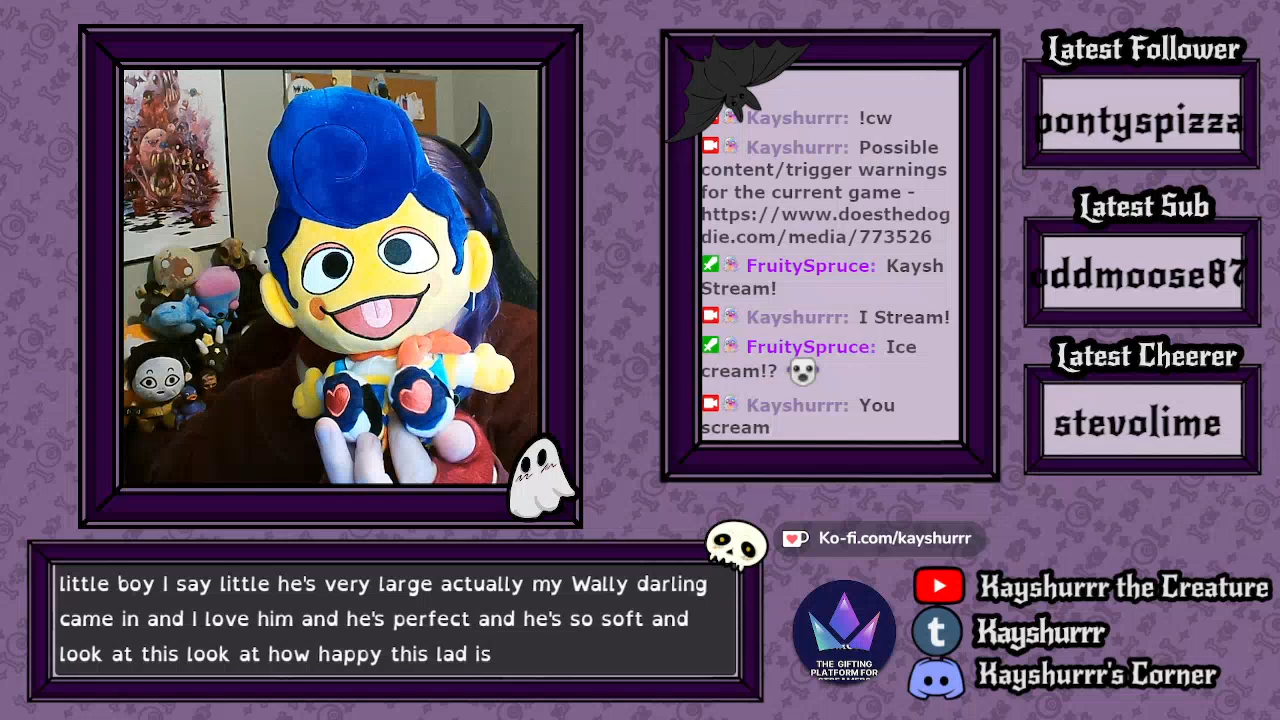 Kayshurrr: !cw
Kayshurrr: Possible
content/trigger warnings
for the current game -
https://www.doesthedog
die.com/media/773526
FruitySpruce: Kaysh
Stream!
Kayshurrr: I Stream!
FruitySpruce: Ice
cream!?
Kayshurrr: You
scream
Latest Follower
pontyspizza
Latest Sub
oddmoose87
Latest Cheerer
stevolime
little boy I say little he's very large actually my Wally darling
came in and I love him and he's perfect and he's so soft and
look at this look at how happy this lad is
Ko-fi.com/kayshurrr
THE GIFTING
PLATFORM FOR
Kayshurrr the Creature
Kayshurrr
Kayshurrr's Corner